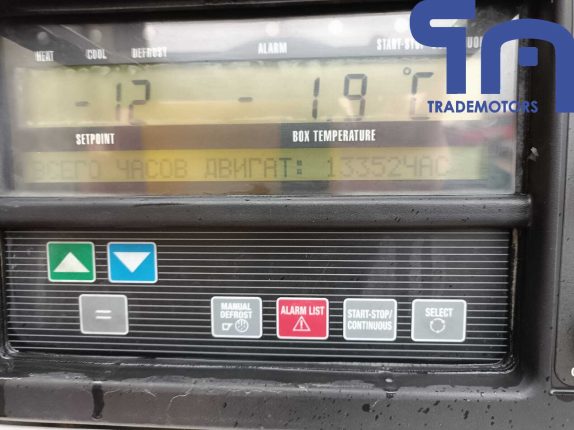 TRADEMOTORS
HEAT COOL DEFROST ALARM START-STOP
-12 - 1.9 °C
SETPOINT BOX TEMPERATURE
ВСЕГО ЧАСОВ ДВИГАТ: 13352ЧАС
=
MANUAL DEFROST
ALARM LIST
START-STOP/
CONTINUOUS
SELECT